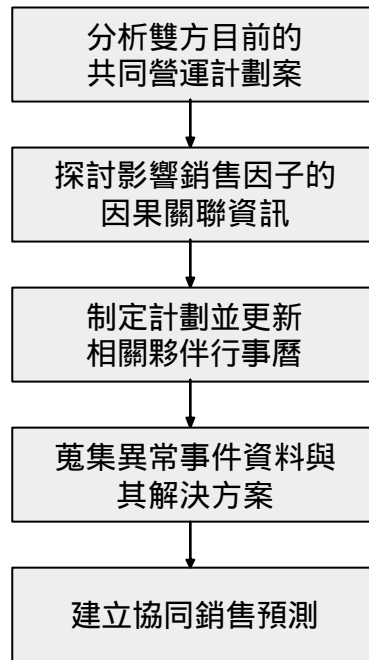 分析雙方目前的
共同營運計劃案
探討影響銷售因子的
因果關聯資訊
制定計劃並更新
相關夥伴行事曆
蒐集異常事件資料與
其解決方案
建立協同銷售預測